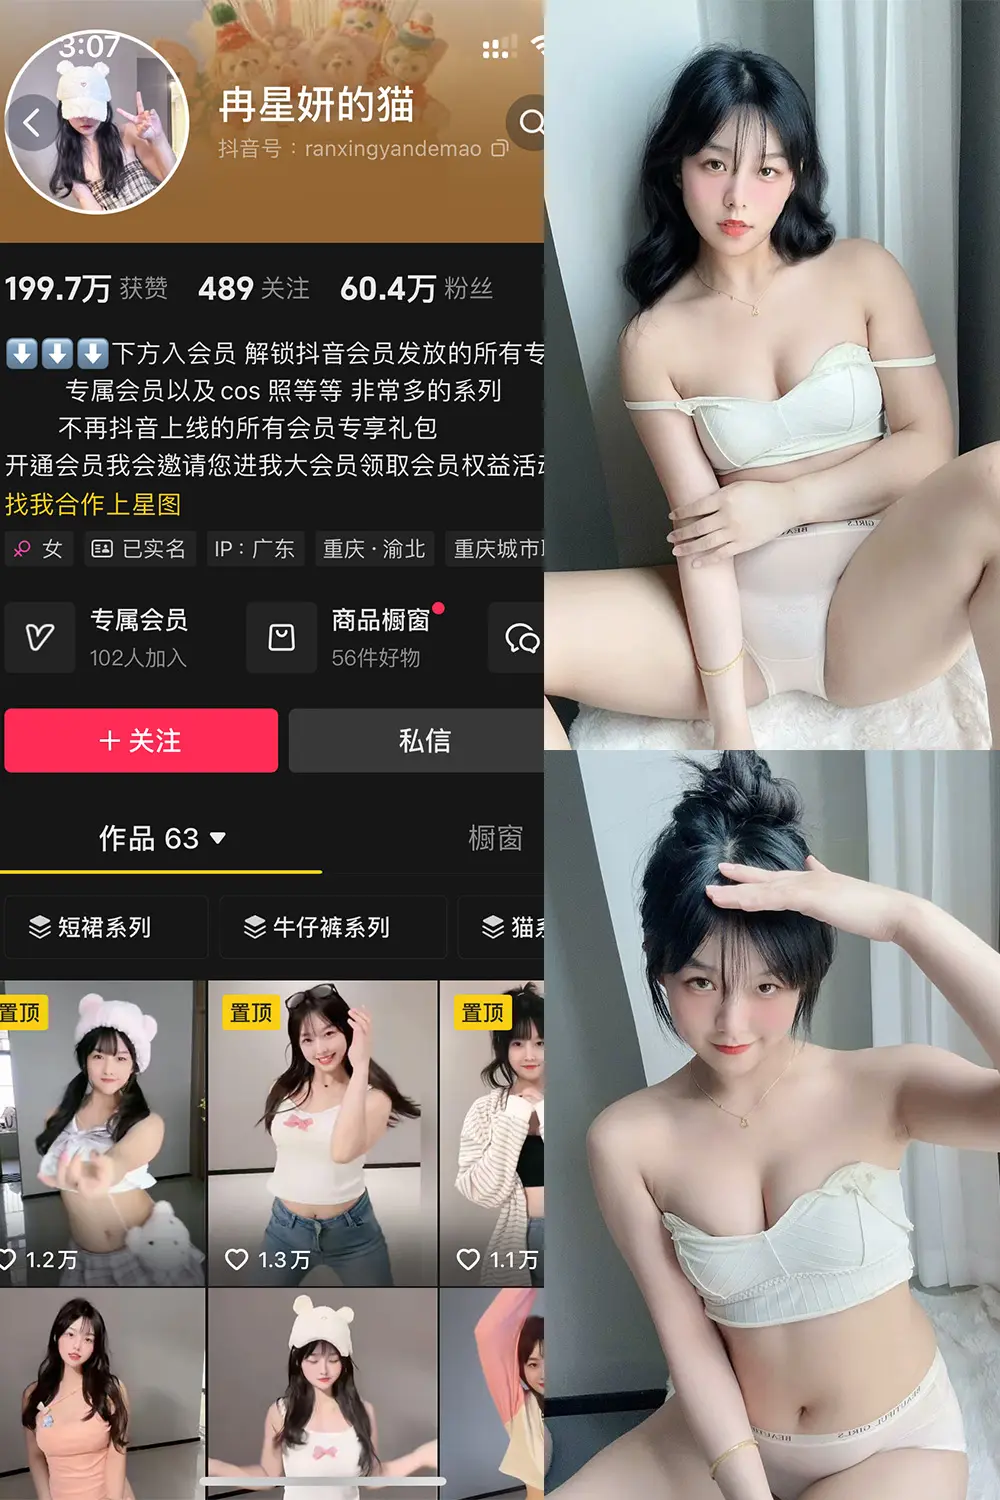 3:07
冉星妍的猫
抖音号：ranxingyandemao
199.7万 获赞 489 关注 60.4万 粉丝
⬇️⬇️⬇️下方入会员 解锁抖音会员发放的所有专
专属会员以及cos 照等等 非常多的系列
不再抖音上线的所有会员专享礼包
开通会员我会邀请您进我大会员领取会员权益活动
找我合作上星图
女 已实名 IP：广东 重庆·渝北 重庆城市
专属会员 商品橱窗
102人加入 56件好物
+ 关注 私信
作品 63 橱窗
短裙系列 牛仔裤系列 猫
置顶 置顶 置顶
1.2万 1.3万 1.1万
GIRLS
BEAUTIFUL GIRLS